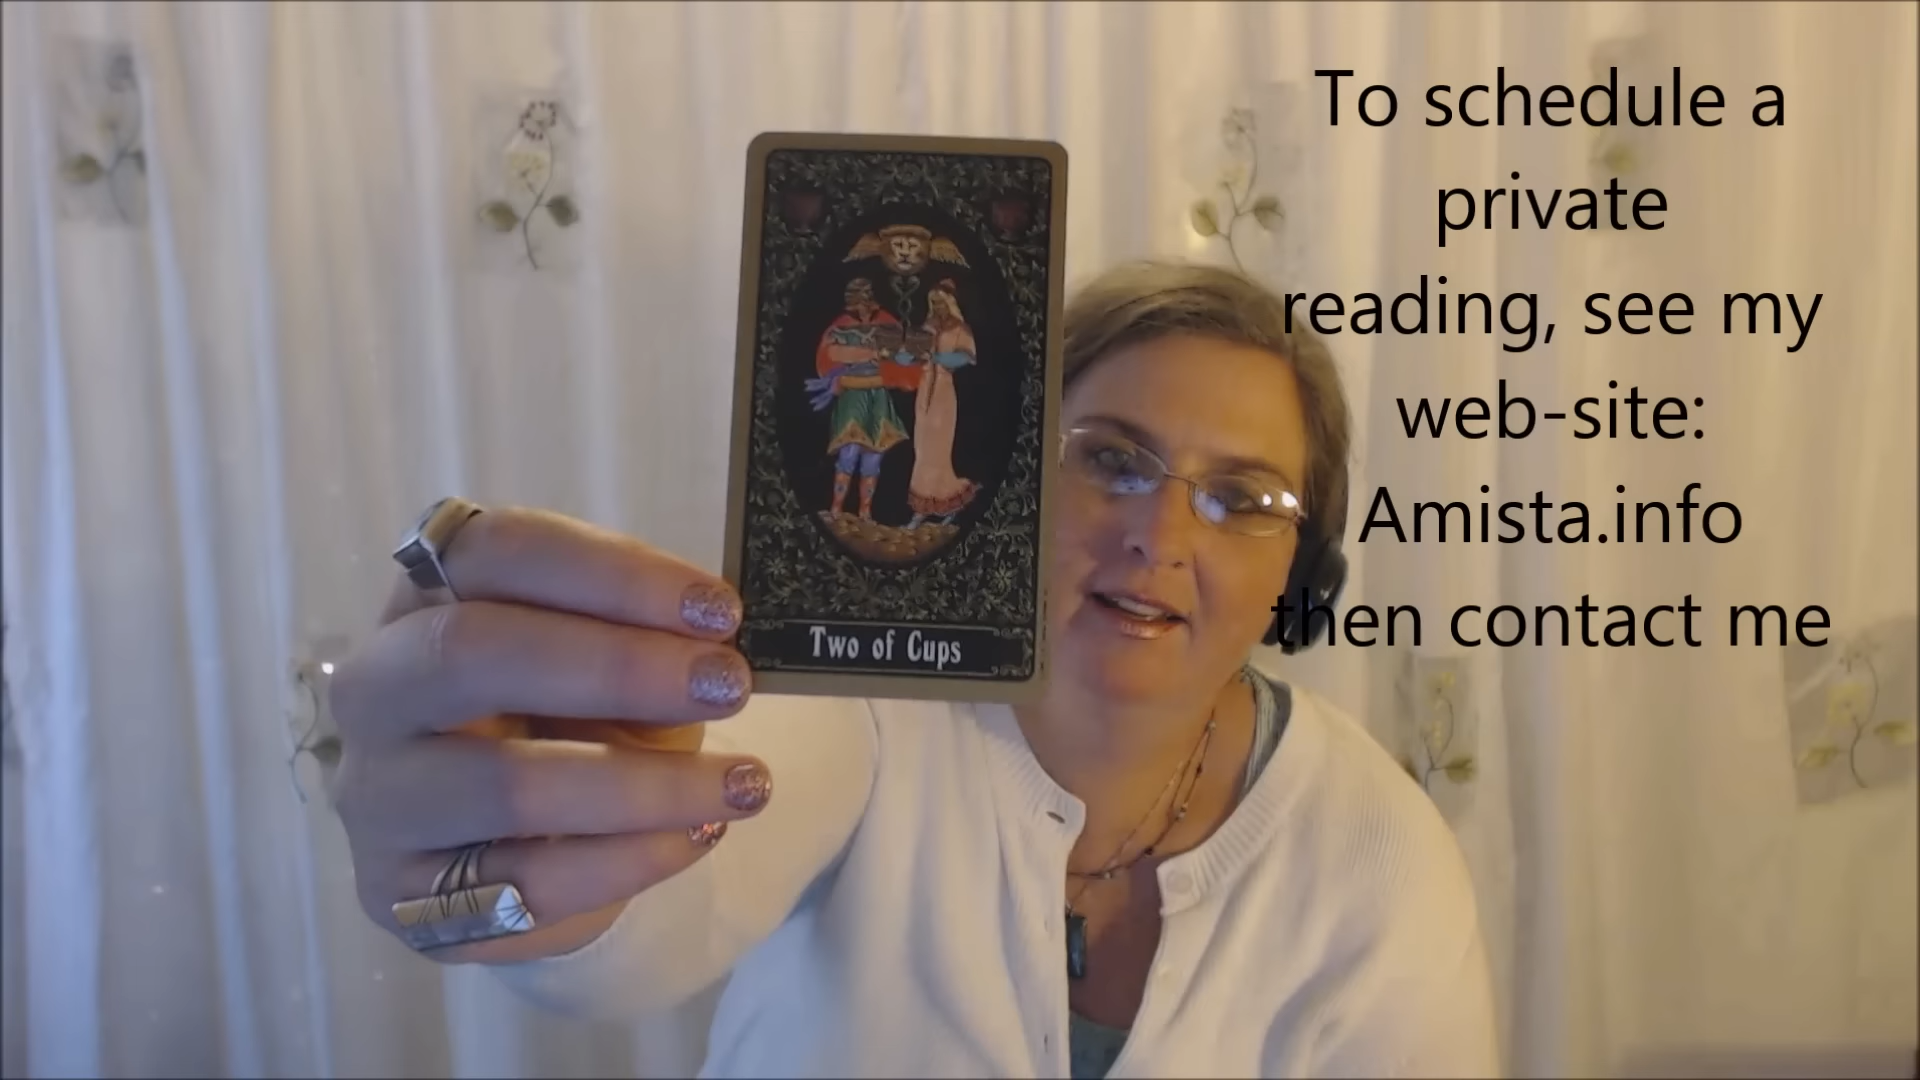 To schedule a
private
reading, see my
web-site:
Amista.info
then contact me
Two of Cups